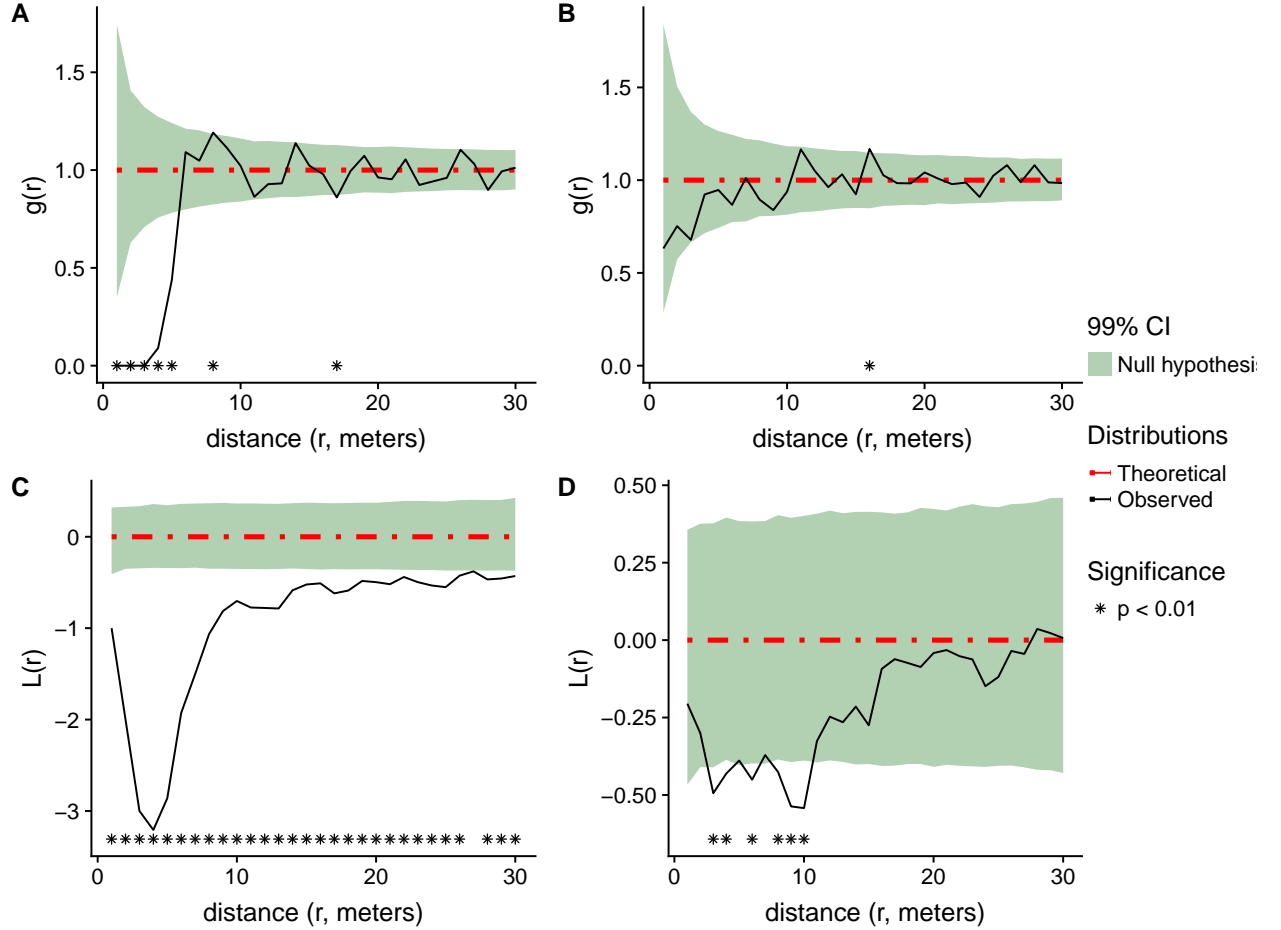 A
g(r)
1.5
1.0
0.5
0.0
0
10
20
30
distance (r, meters)
B
g(r)
1.5
1.0
0.5
0.0
0
10
20
30
distance (r, meters)
C
L(r)
0
−1
−2
−3
0
10
20
30
distance (r, meters)
D
L(r)
0.50
0.25
0.00
−0.25
−0.50
0
10
20
30
distance (r, meters)
99% CI
Null hypothesi
Distributions
Theoretical
Observed
Significance
p < 0.01